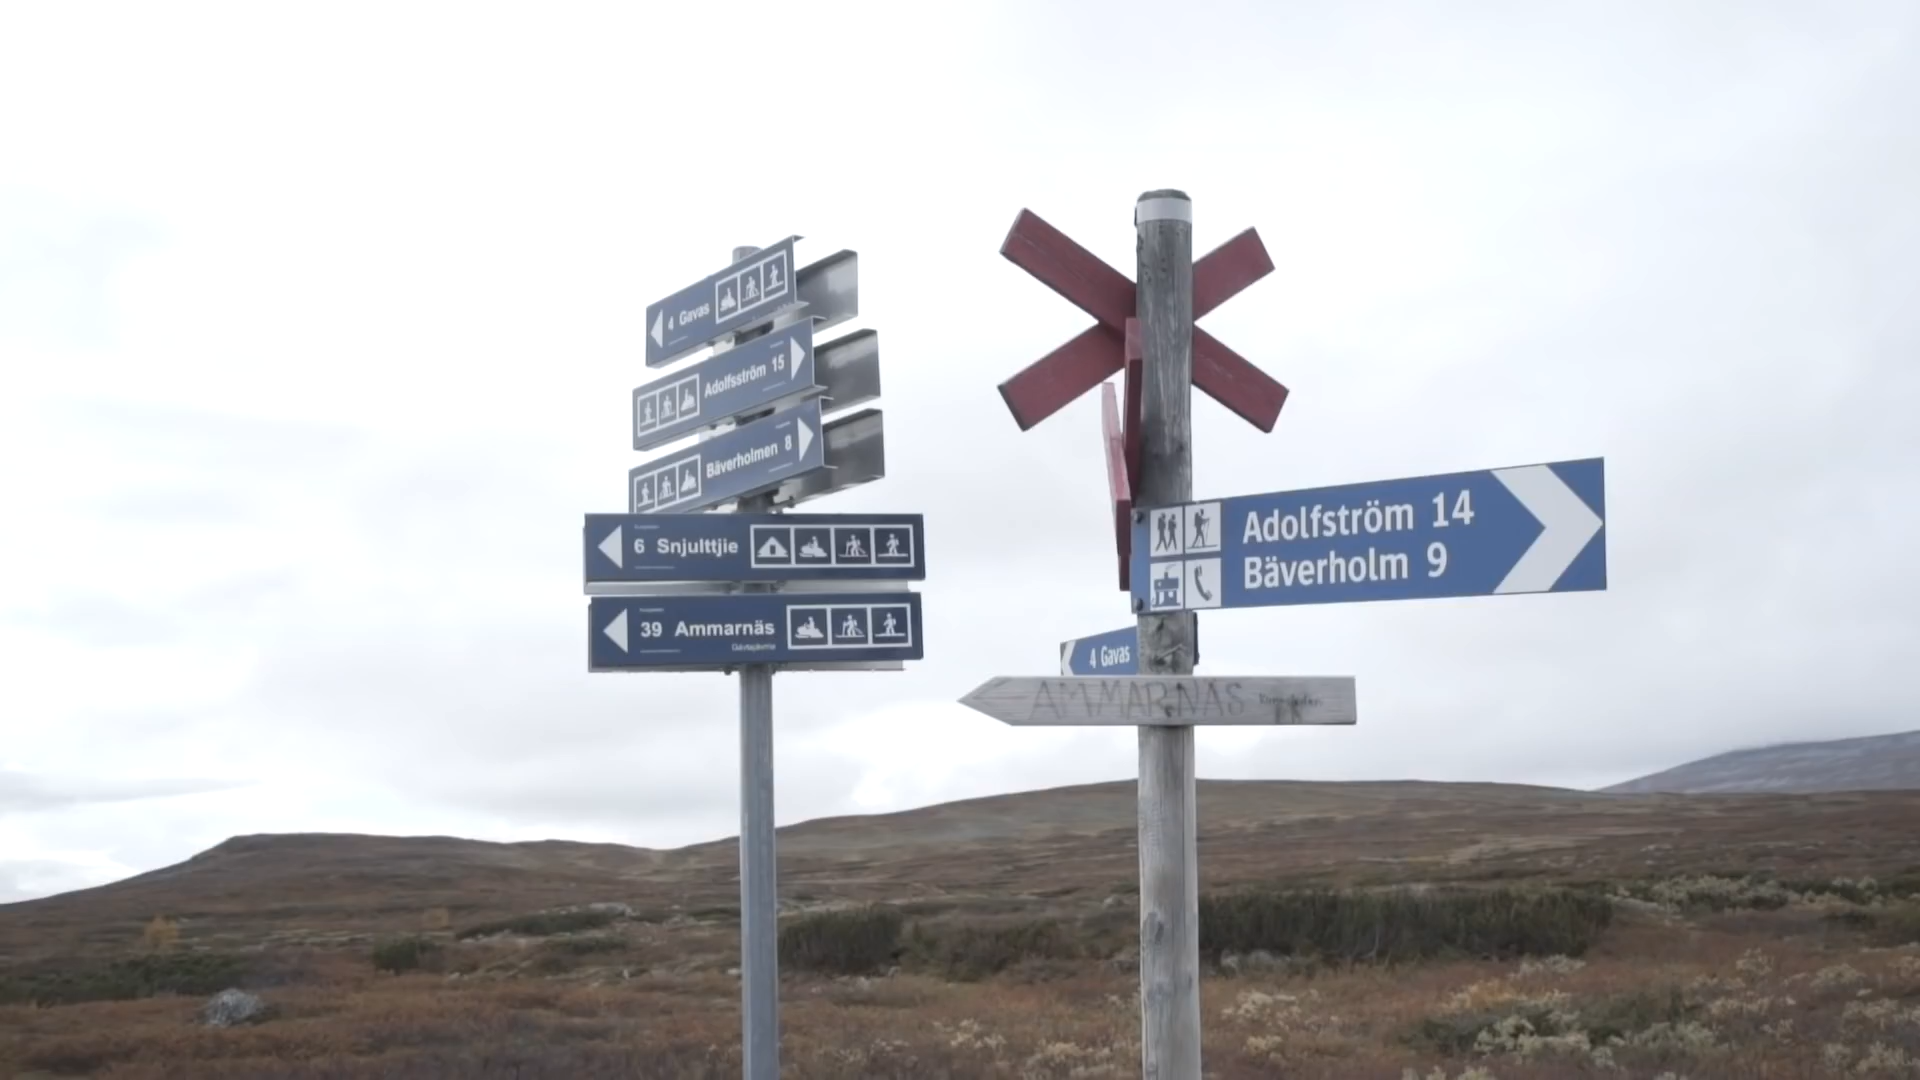 4 Gavas
Adolfsström 15
Bäverholmen 8
6 Snjulttjie
39 Ammarnäs
Adolfström 14
Bäverholm 9
4 Gavas
AMMARNÄS